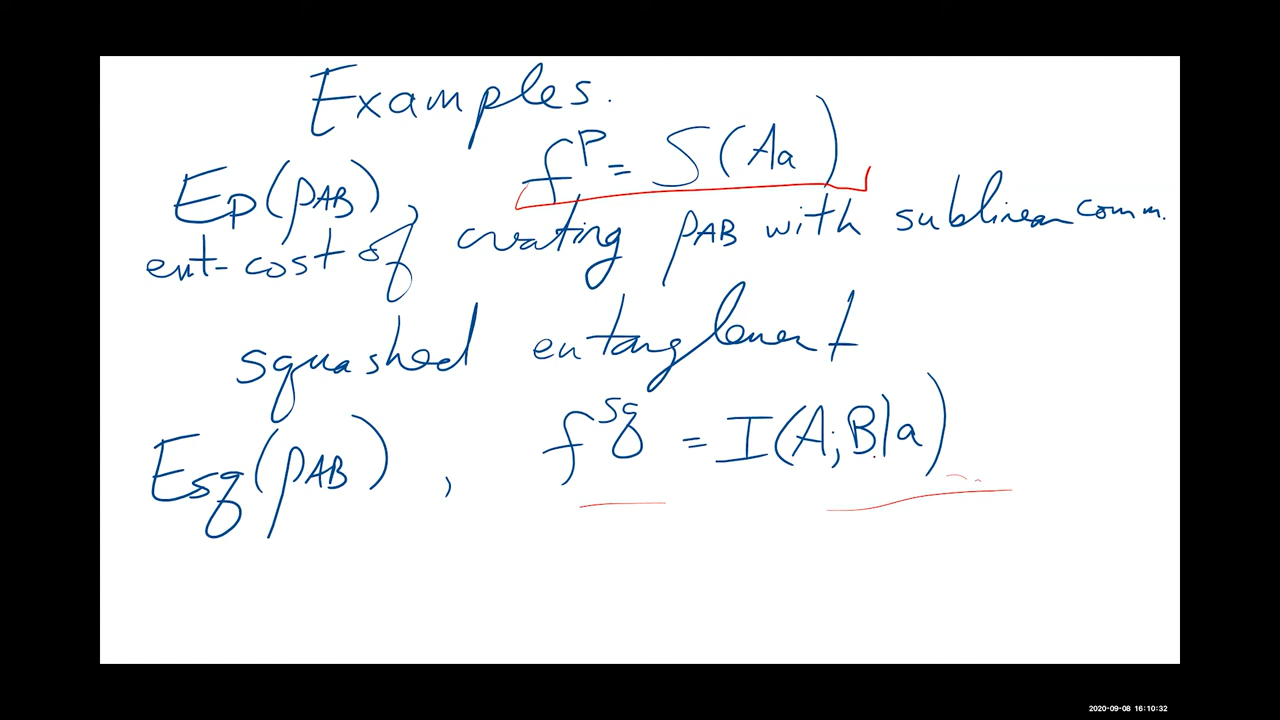 Examples.
Ep(ρAB), f^P = S(Aa)
ent-cost of creating ρAB with sublinear comm.
squashed entanglement
Esq(ρAB), f^sq = I(A;B|a)
2020-09-08 16:10:32